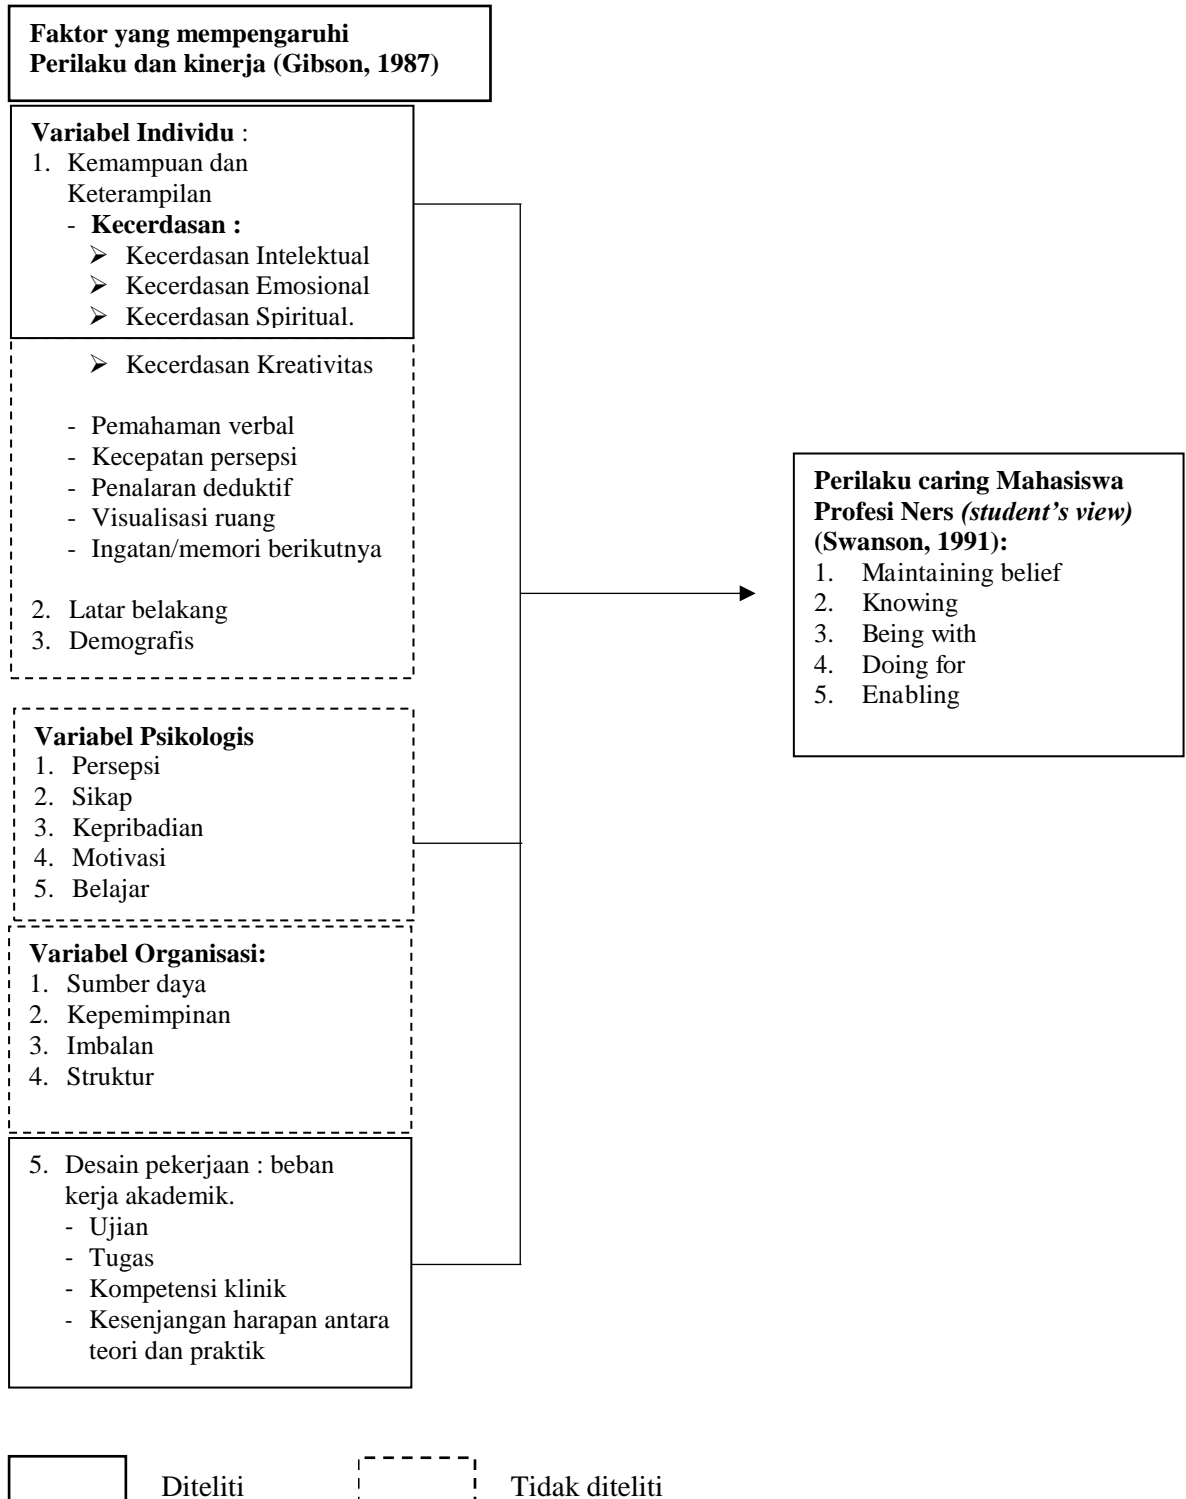 Faktor yang mempengaruhi
Perilaku dan kinerja (Gibson, 1987)
Variabel Individu :
1. Kemampuan dan
Keterampilan
- Kecerdasan :
➢ Kecerdasan Intelektual
➢ Kecerdasan Emosional
➢ Kecerdasan Spiritual.
➢ Kecerdasan Kreativitas
- Pemahaman verbal
- Kecepatan persepsi
- Penalaran deduktif
- Visualisasi ruang
- Ingatan/memori berikutnya
2. Latar belakang
3. Demografis
Variabel Psikologis
1. Persepsi
2. Sikap
3. Kepribadian
4. Motivasi
5. Belajar
Variabel Organisasi:
1. Sumber daya
2. Kepemimpinan
3. Imbalan
4. Struktur
5. Desain pekerjaan : beban
kerja akademik.
- Ujian
- Tugas
- Kompetensi klinik
- Kesenjangan harapan antara
teori dan praktik
Perilaku caring Mahasiswa
Profesi Ners (student’s view)
(Swanson, 1991):
1. Maintaining belief
2. Knowing
3. Being with
4. Doing for
5. Enabling
Diteliti
Tidak diteliti